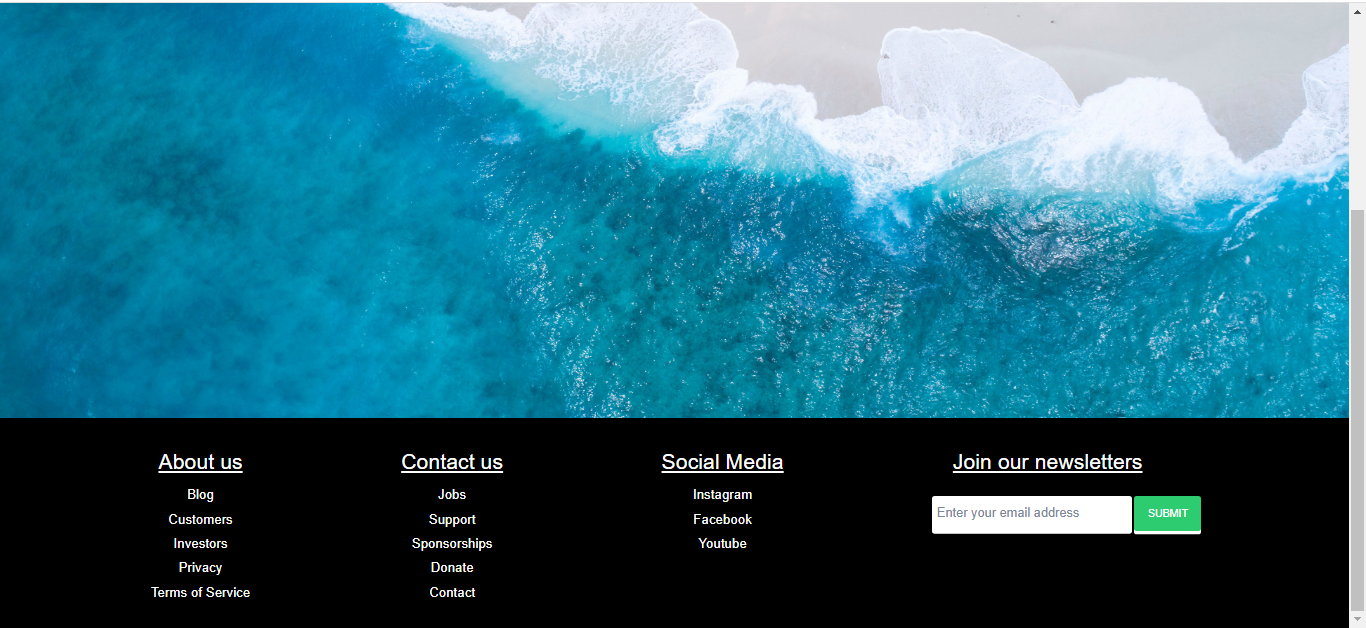 About us
Blog
Customers
Investors
Privacy
Terms of Service
Contact us
Jobs
Support
Sponsorships
Donate
Contact
Social Media
Instagram
Facebook
Youtube
Join our newsletters
Enter your email address
SUBMIT